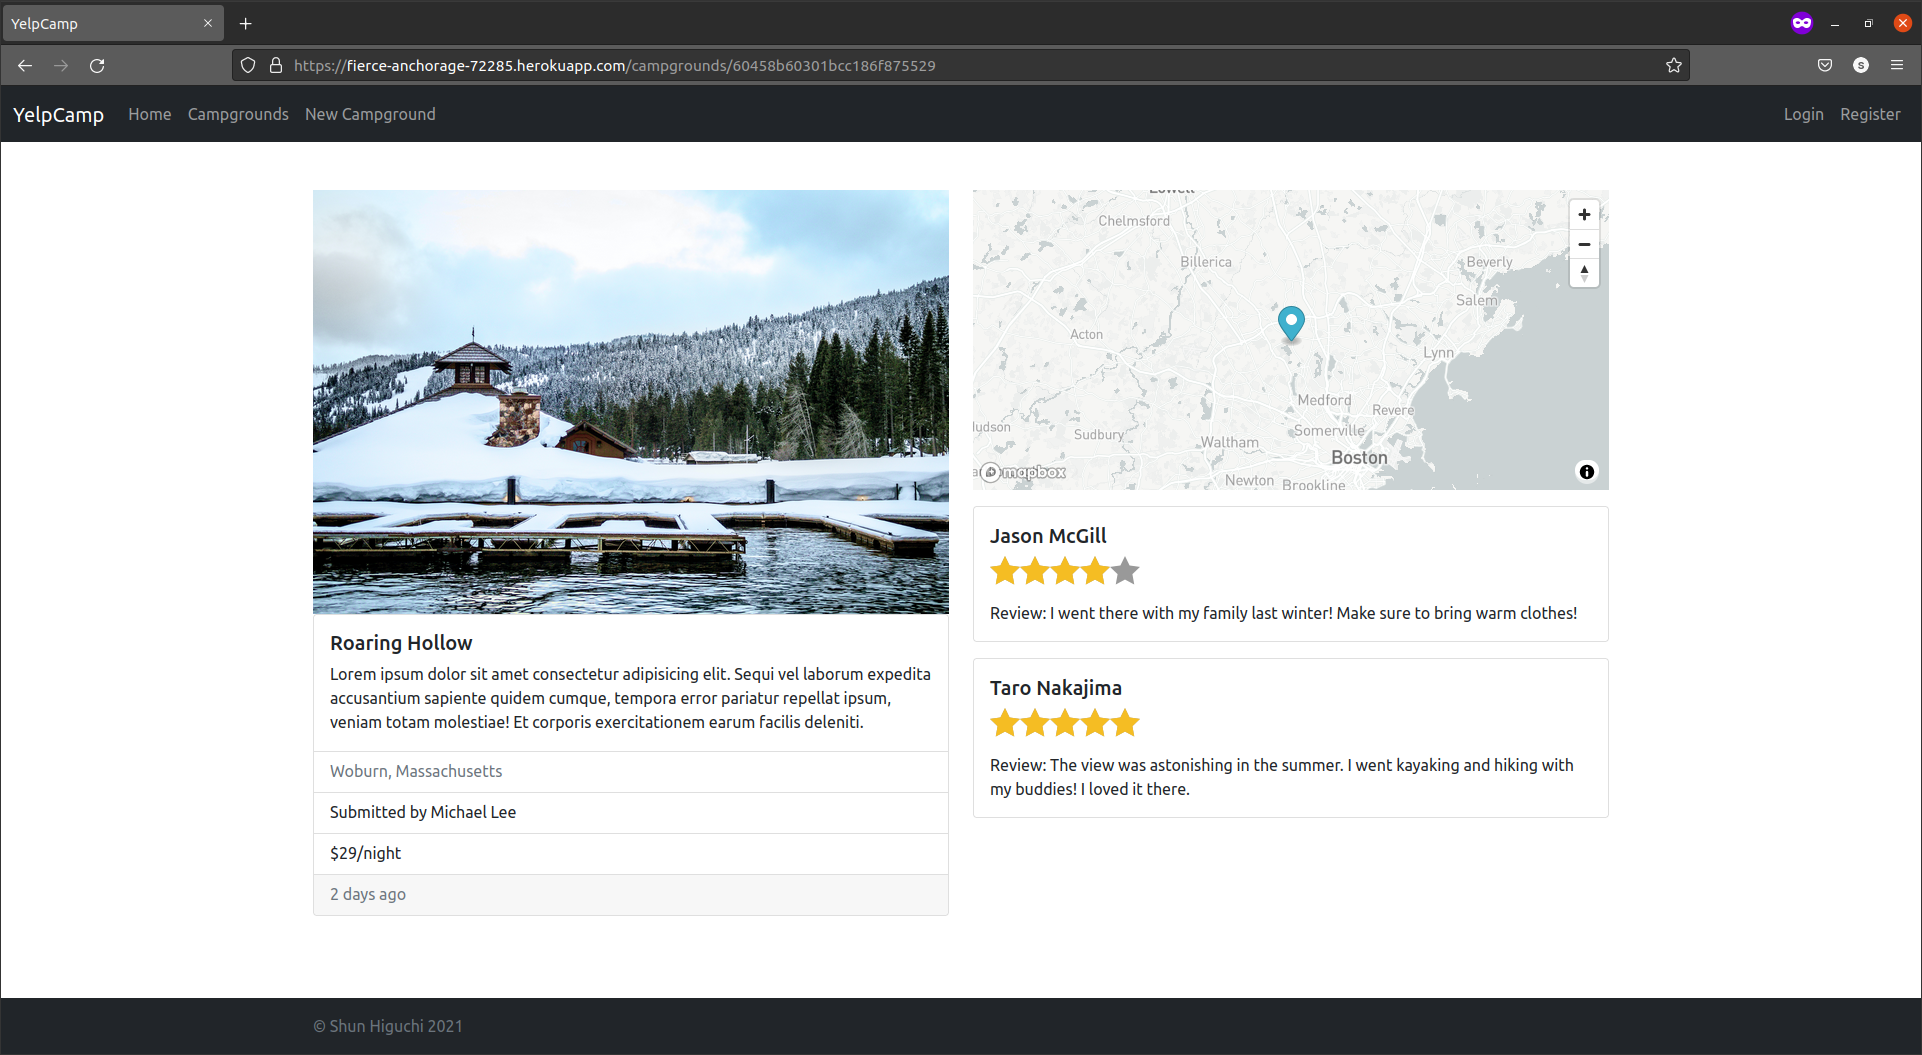 YelpCamp
https://fierce-anchorage-72285.herokuapp.com/campgrounds/60458b60301bcc186f875529
S
YelpCamp Home Campgrounds New Campground Login Register
Lowell
Chelmsford
Billerica
Beverly
Salem
Acton
Lynn
Medford
Revere
Sudbury
Somerville
Waltham
Boston
mapbox
Newton
Brookline
Jason McGill
Review: I went there with my family last winter! Make sure to bring warm clothes!
Taro Nakajima
Review: The view was astonishing in the summer. I went kayaking and hiking with
my buddies! I loved it there.
Roaring Hollow
Lorem ipsum dolor sit amet consectetur adipisicing elit. Sequi vel laborum expedita
accusantium sapiente quidem cumque, tempora error pariatur repellat ipsum,
veniam totam molestiae! Et corporis exercitationem earum facilis deleniti.
Woburn, Massachusetts
Submitted by Michael Lee
$29/night
2 days ago
© Shun Higuchi 2021